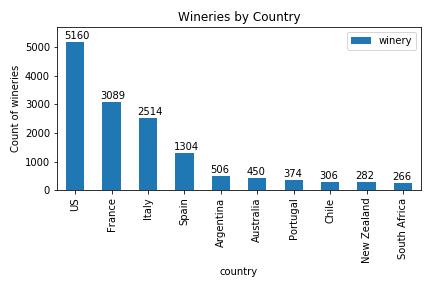 Wineries by Country
winery
Count of wineries
5000
4000
3000
2000
1000
0
5160
3089
2514
1304
506
450
374
306
282
266
US
France
Italy
Spain
Argentina
Australia
Portugal
Chile
New Zealand
South Africa
country